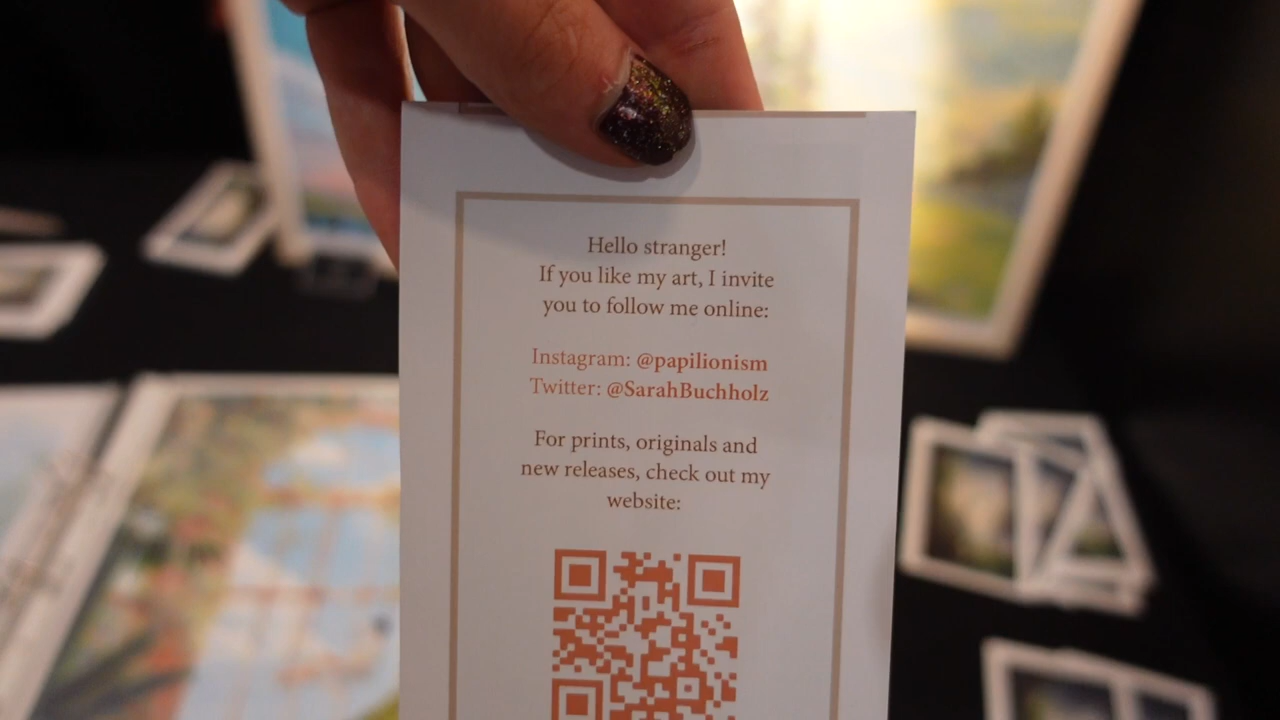 Hello stranger!
If you like my art, I invite
you to follow me online:
Instagram: @papilionism
Twitter: @SarahBuchholz
For prints, originals and
new releases, check out my
website: